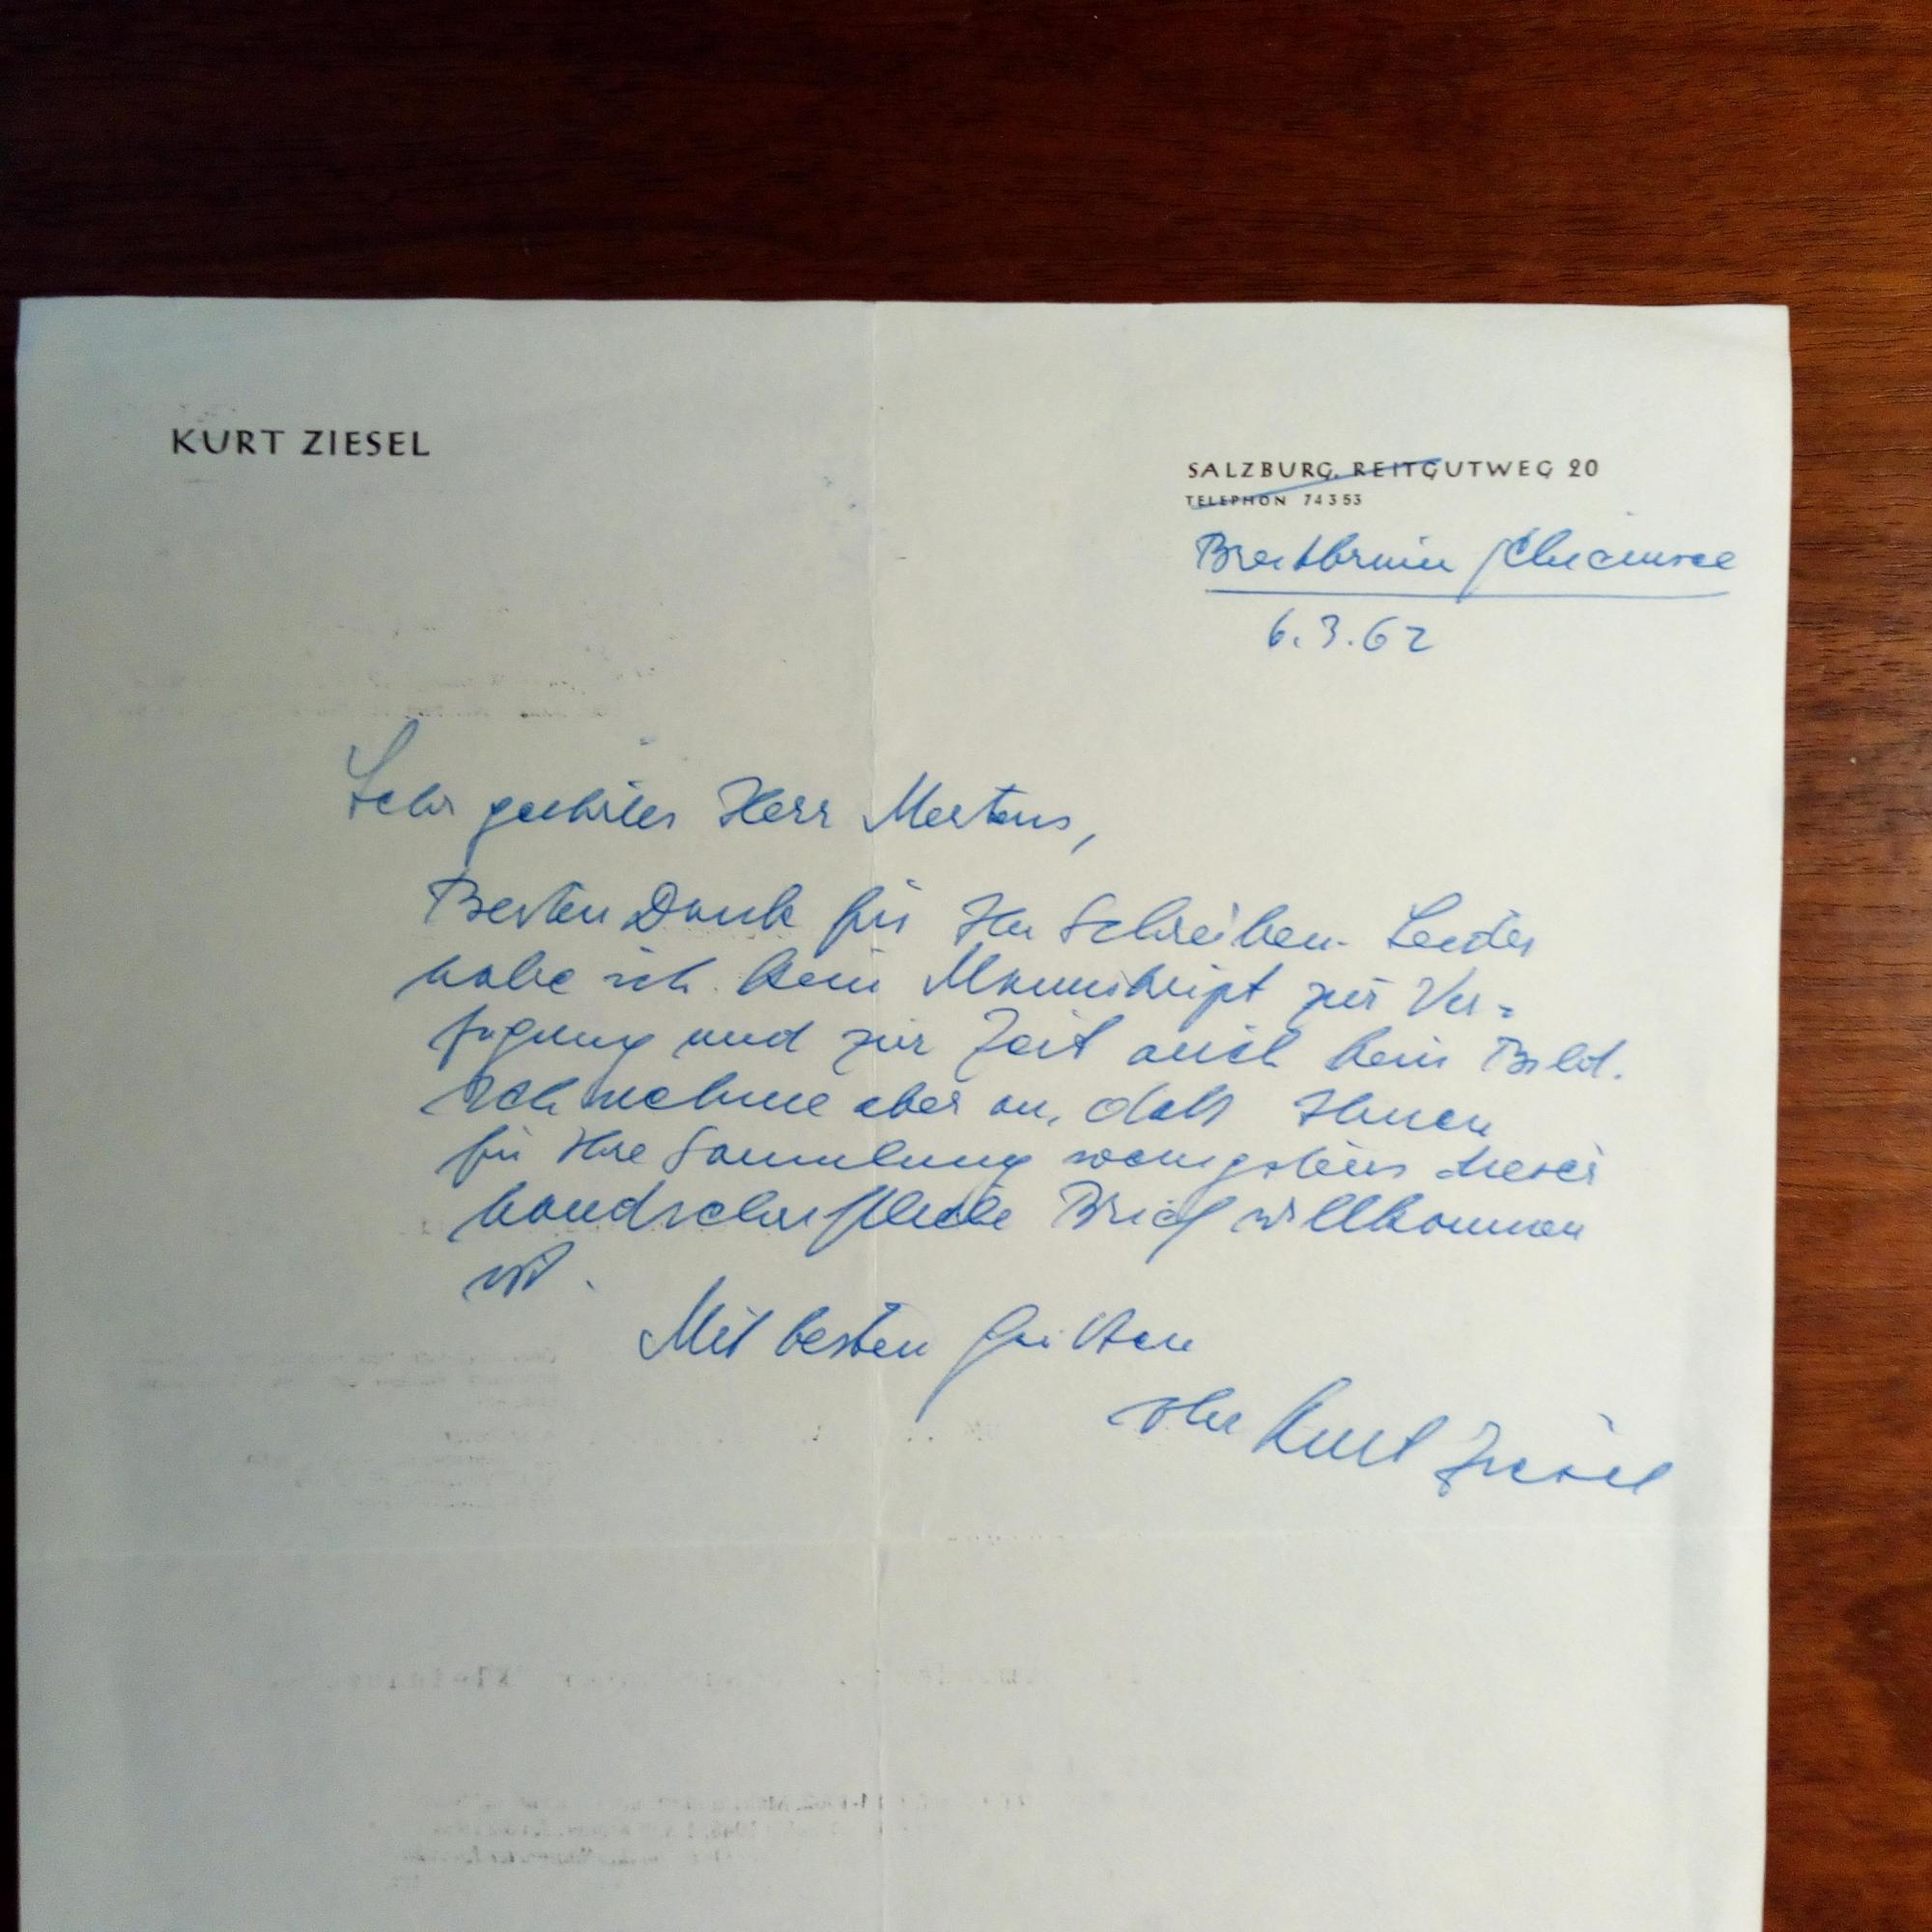 KURT ZIESEL
SALZBURG, REITGUTWEG 20
TELEPHON 74353
Breitbrunn / Chiemsee
6.3.62
Sehr geehrter Herr Mertens,
Besten Dank für Ihr Schreiben. Leider
habe ich kein Manuskript zur Ver-
fügung und zur Zeit auch kein Bild.
Ich nehme aber an, daß Ihnen
für Ihre Sammlung wenigstens dieser
handschriftliche Brief willkommen
ist.
Mit besten Grüßen
Ihr Kurt Ziesel